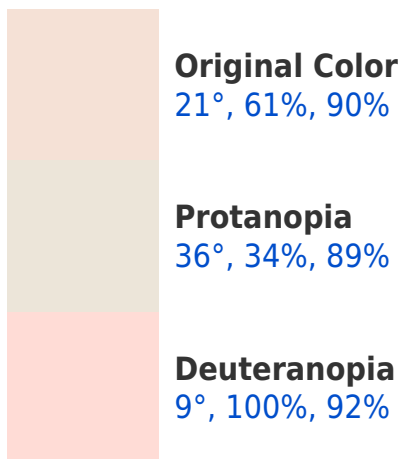 Original Color
21°, 61%, 90%
Protanopia
36°, 34%, 89%
Deuteranopia
9°, 100%, 92%